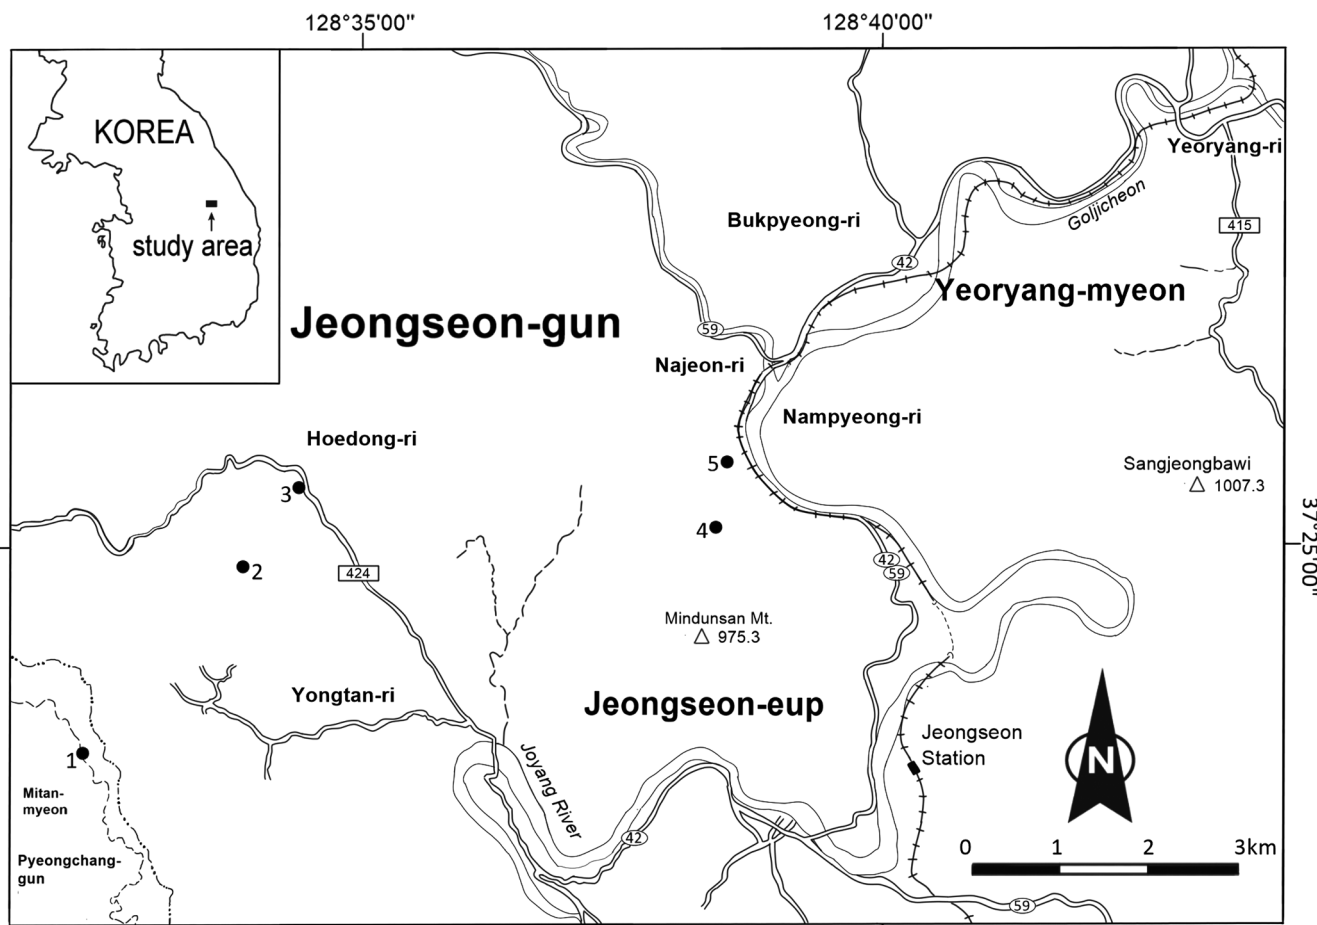 128°35'00"
128°40'00"
KOREA
study area
Yeoryang-ri
Goljicheon
Bukpyeong-ri
415
42
Yeoryang-myeon
Jeongseon-gun
59
Najeon-ri
Nampyeong-ri
Hoedong-ri
Sangjeongbawi
1007.3
5
3
4
37°25'00"
2
424
42
59
Mindunsan Mt.
975.3
Yongtan-ri
Jeongseon-eup
Jeongseon
Station
1
Joyang River
N
Mitan-
myeon
42
0 1 2 3km
Pyeongchang-
gun
59